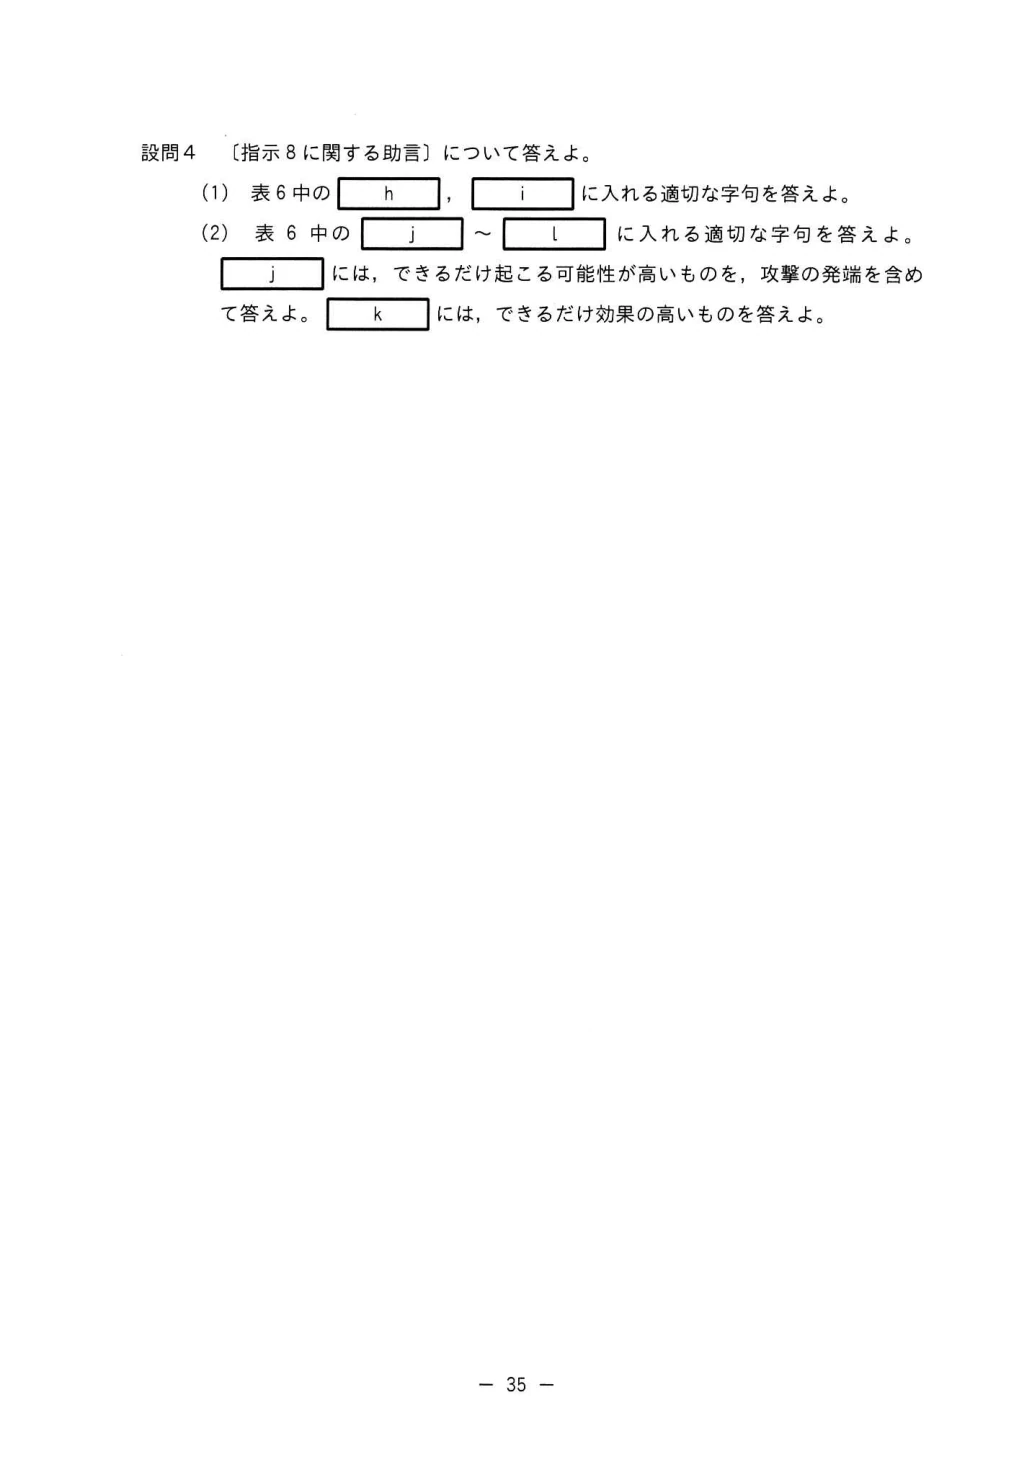 設問4 〔指示8に関する助言〕について答えよ。
(1) 表6中の h , i に入れる適切な字句を答えよ。
(2) 表6中の j ～ l に入れる適切な字句を答えよ。
j には，できるだけ起こる可能性が高いものを，攻撃の発端を含め
て答えよ。 k には，できるだけ効果の高いものを答えよ。
－ 35 －